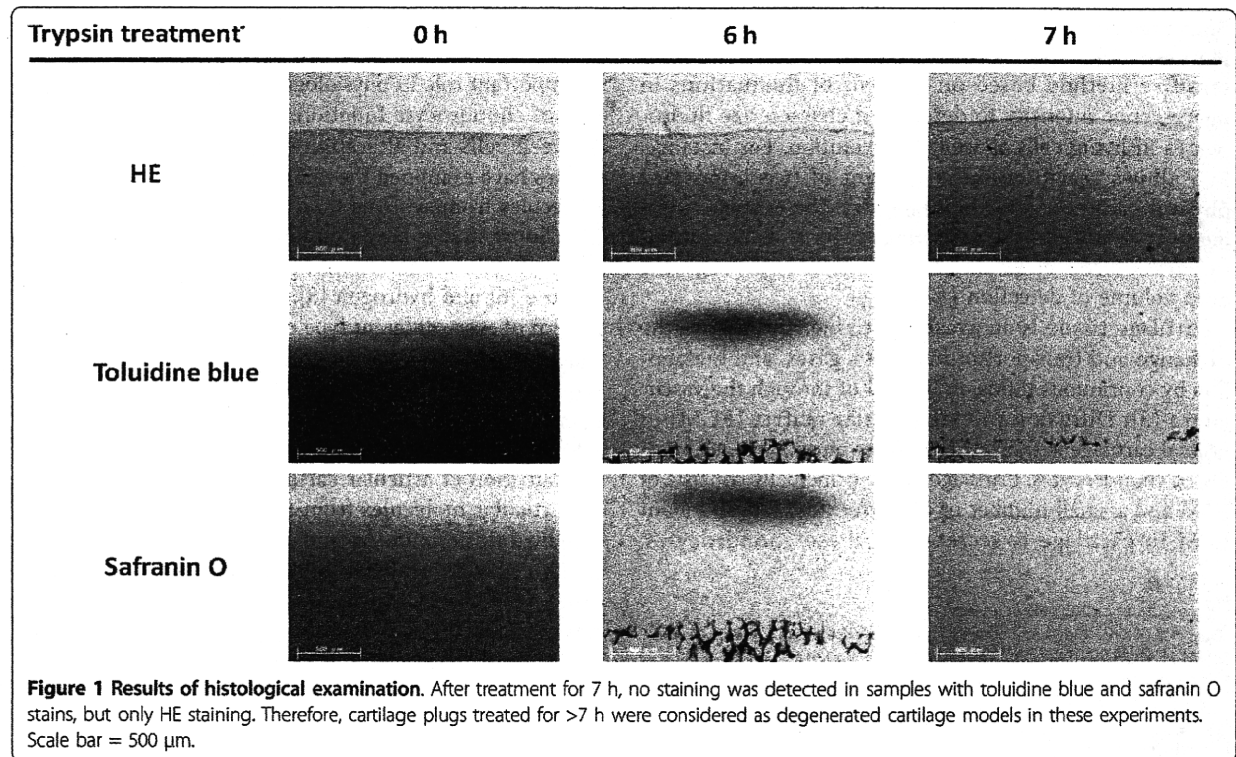 Trypsin treatment 0 h 6 h 7 h
HE
Toluidine blue
Safranin O
Figure 1 Results of histological examination. After treatment for 7 h, no staining was detected in samples with toluidine blue and safranin O
stains, but only HE staining. Therefore, cartilage plugs treated for >7 h were considered as degenerated cartilage models in these experiments.
Scale bar = 500 µm.